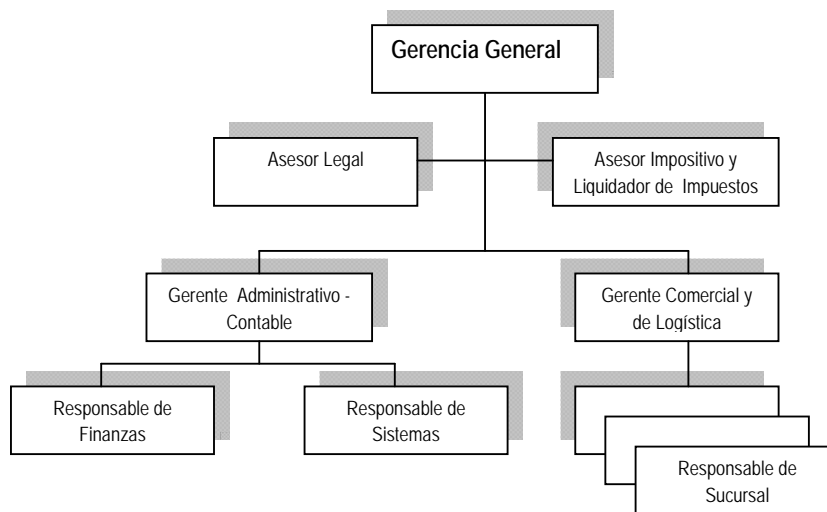 Gerencia General
Asesor Legal
Asesor Impositivo y
Liquidador de Impuestos
Gerente Administrativo -
Contable
Gerente Comercial y
de Logística
Responsable de
Finanzas
Responsable de
Sistemas
Responsable de
Sucursal